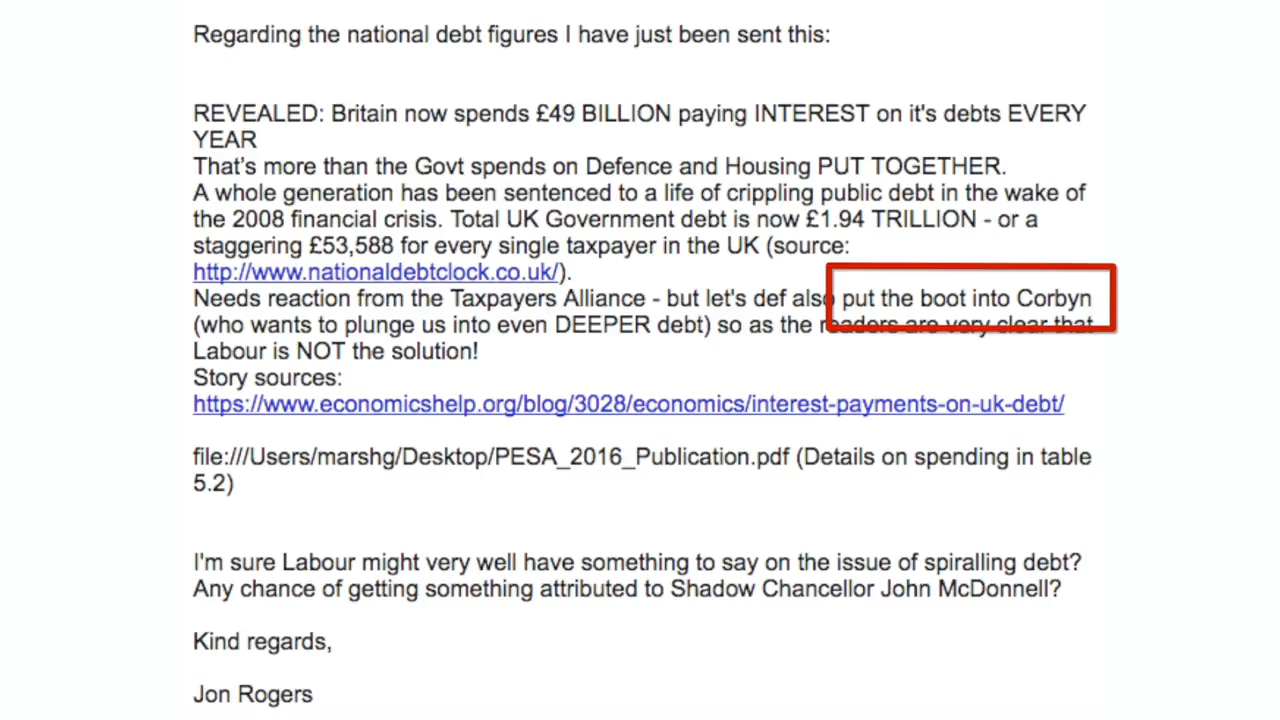 Regarding the national debt figures I have just been sent this:
REVEALED: Britain now spends £49 BILLION paying INTEREST on it's debts EVERY
YEAR
That's more than the Govt spends on Defence and Housing PUT TOGETHER.
A whole generation has been sentenced to a life of crippling public debt in the wake of
the 2008 financial crisis. Total UK Government debt is now £1.94 TRILLION - or a
staggering £53,588 for every single taxpayer in the UK (source:
http://www.nationaldebtclock.co.uk/).
Needs reaction from the Taxpayers Alliance - but let's def also put the boot into Corbyn
(who wants to plunge us into even DEEPER debt) so as the readers are very clear that
Labour is NOT the solution!
Story sources:
https://www.economicshelp.org/blog/3028/economics/interest-payments-on-uk-debt/
file:///Users/marshg/Desktop/PESA_2016_Publication.pdf (Details on spending in table
5.2)
I'm sure Labour might very well have something to say on the issue of spiralling debt?
Any chance of getting something attributed to Shadow Chancellor John McDonnell?
Kind regards,
Jon Rogers